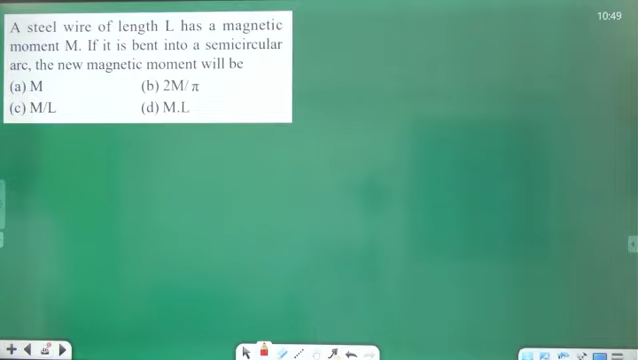 10:49
A steel wire of length L has a magnetic
moment M. If it is bent into a semicircular
arc, the new magnetic moment will be
(a) M (b) 2M/ π
(c) M/L (d) M.L